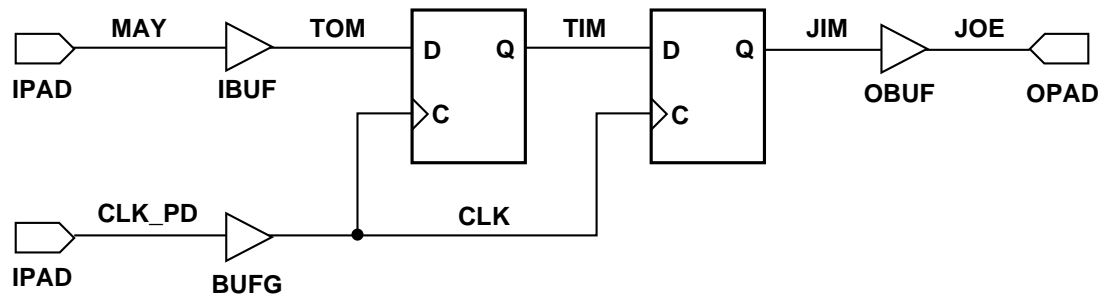 MAY TOM TIM JIM JOE
D Q D Q
IPAD IBUF OBUF OPAD
C C
CLK_PD CLK
IPAD BUFG